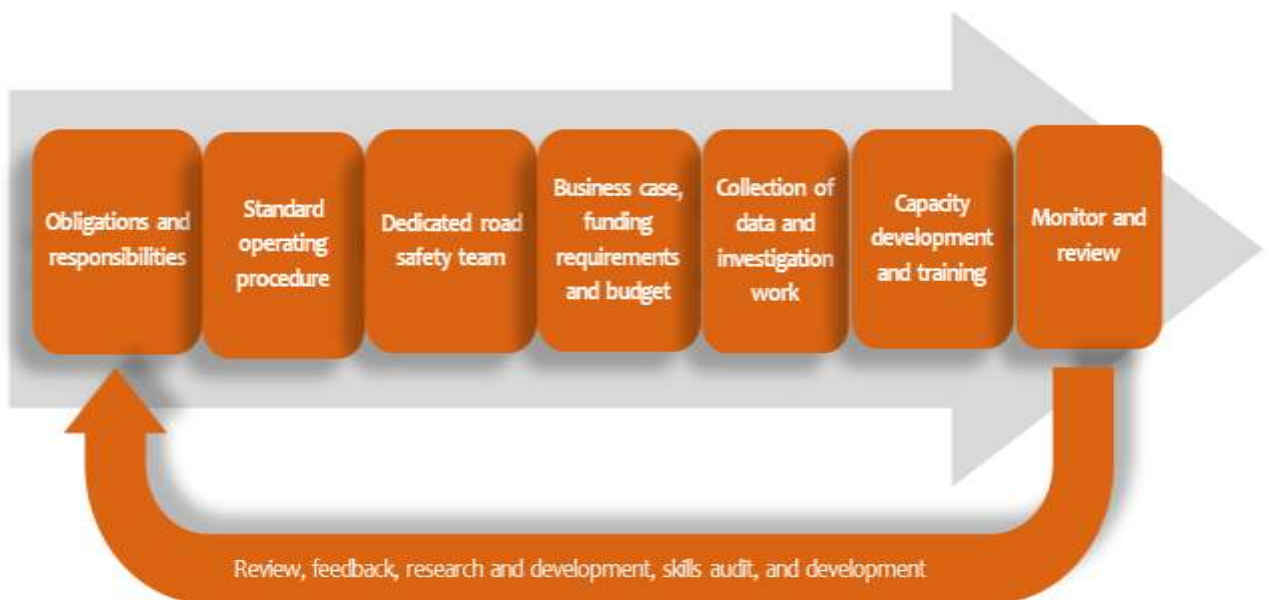 Obligations and
responsibilities
Standard
operating
procedure
Dedicated road
safety team
Business case,
funding
requirements
and budget
Collection of
data and
investigation
work
Capacity
development
and training
Monitor and
review
Review, feedback, research and development, skills audit, and development